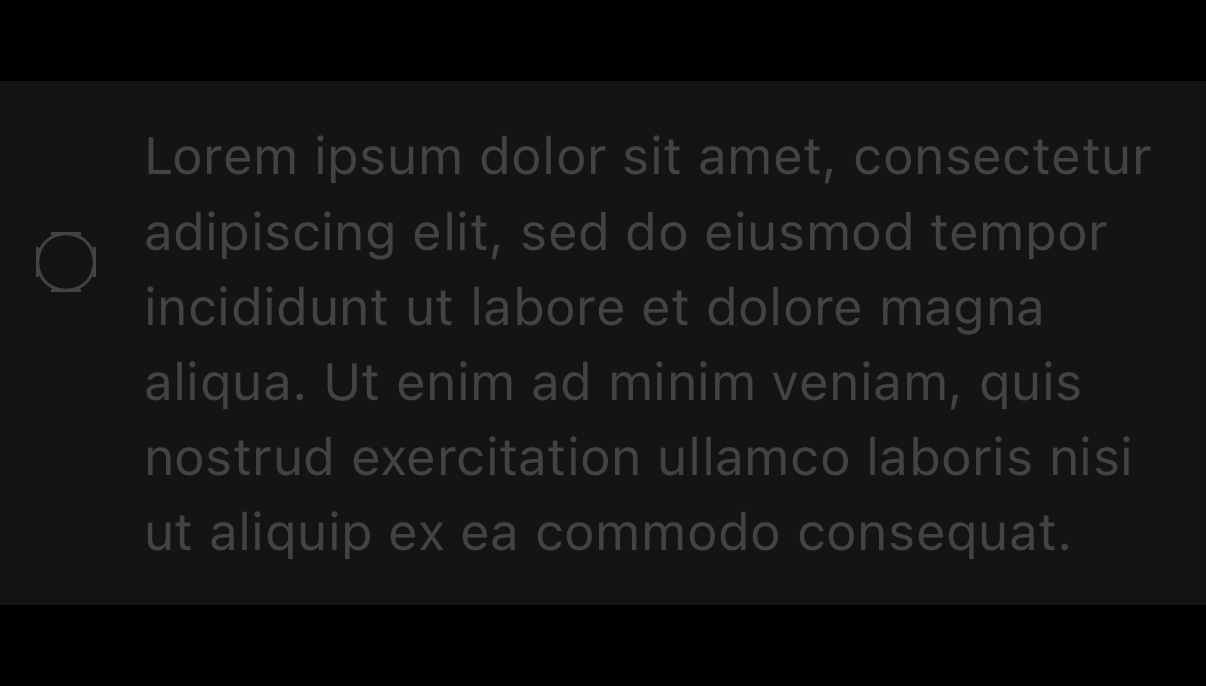 Lorem ipsum dolor sit amet, consectetur
adipiscing elit, sed do eiusmod tempor
incididunt ut labore et dolore magna
aliqua. Ut enim ad minim veniam, quis
nostrud exercitation ullamco laboris nisi
ut aliquip ex ea commodo consequat.